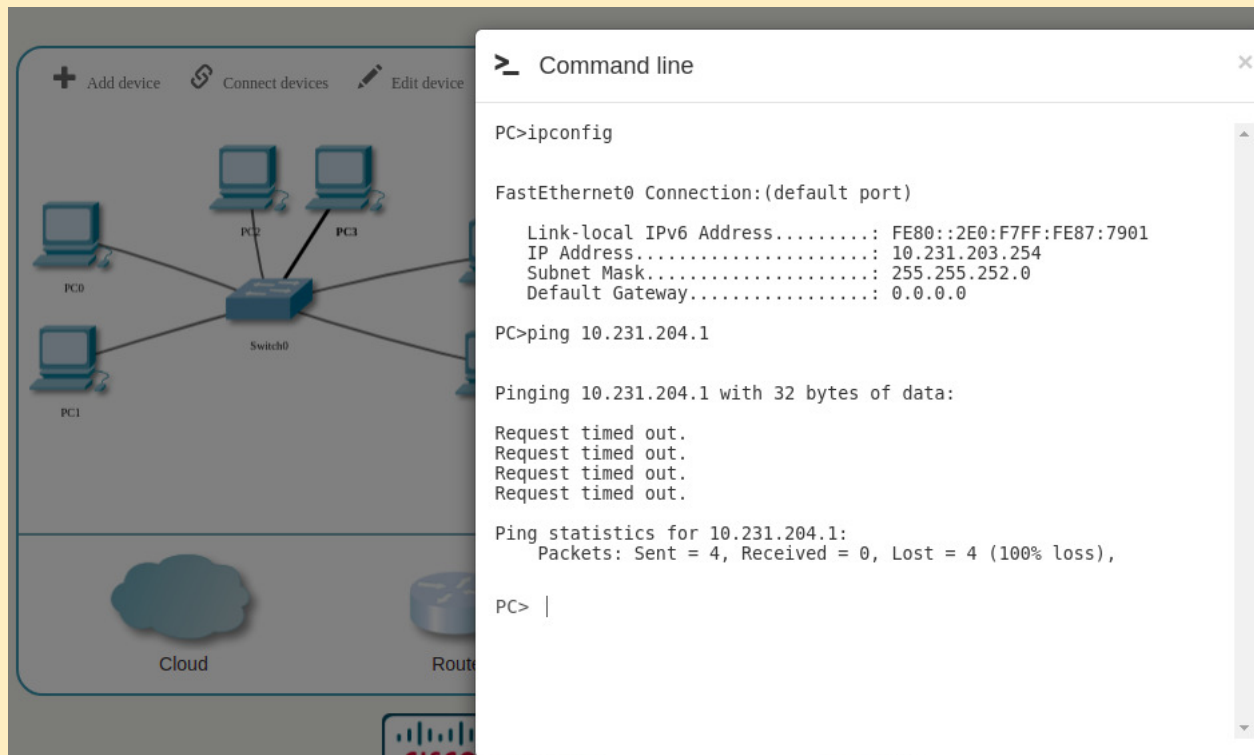 Add device
Connect devices
Edit device
PC2
PC3
PC0
Switch0
PC1
Cloud
Route
CISCO
>_ Command line
×
PC>ipconfig
FastEthernet0 Connection:(default port)
Link-local IPv6 Address.........: FE80::2E0:F7FF:FE87:7901
IP Address......................: 10.231.203.254
Subnet Mask.....................: 255.255.252.0
Default Gateway.................: 0.0.0.0
PC>ping 10.231.204.1
Pinging 10.231.204.1 with 32 bytes of data:
Request timed out.
Request timed out.
Request timed out.
Request timed out.
Ping statistics for 10.231.204.1:
Packets: Sent = 4, Received = 0, Lost = 4 (100% loss),
PC>